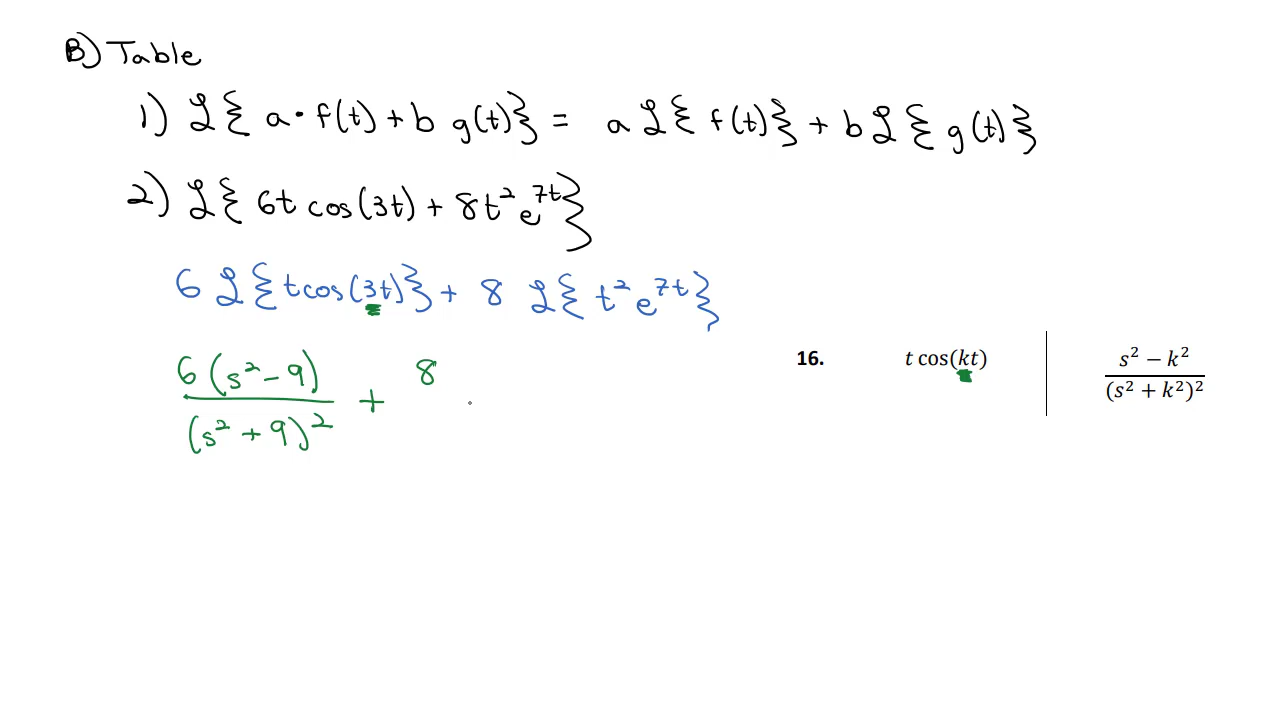 B) Table
1) ℒ{ a · f(t) + b g(t)} = a ℒ{ f(t)} + b ℒ{ g(t)}
2) ℒ{ 6t cos(3t) + 8t² e^{7t}}
6 ℒ{ t cos(3t)} + 8 ℒ{ t² e^{7t}}
6 (s² − 9) / (s² + 9)² + 8
16. t cos(kt) | (s² − k²) / (s² + k²)²